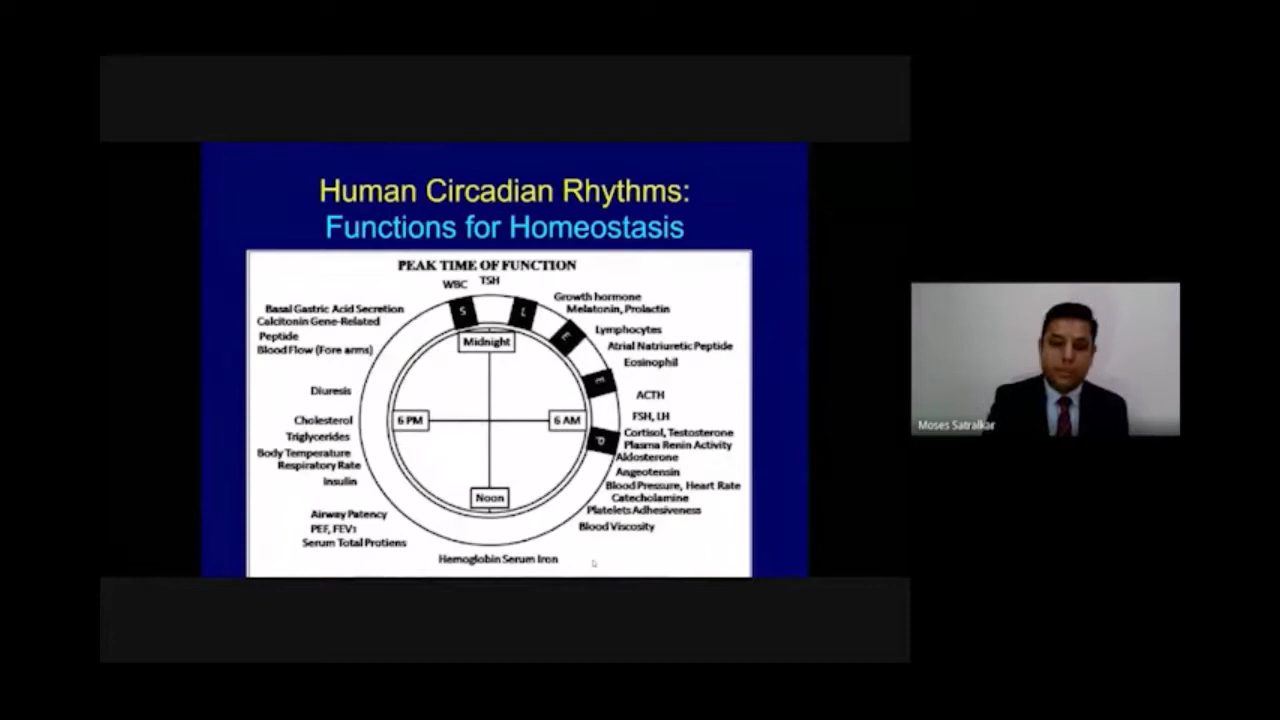 Human Circadian Rhythms:
Functions for Homeostasis
PEAK TIME OF FUNCTION
WBC
TSH
S
L
E
E
P
Growth hormone
Melatonin, Prolactin
Lymphocytes
Atrial Natriuretic Peptide
Eosinophil
ACTH
FSH, LH
Cortisol, Testosterone
Plasma Renin Activity
Aldosterone
Angeotensin
Blood Pressure, Heart Rate
Catecholamine
Platelets Adhesiveness
Blood Viscosity
Hemoglobin Serum Iron
Basal Gastric Acid Secretion
Calcitonin Gene-Related
Peptide
Blood Flow (Fore arms)
Diuresis
Cholesterol
Triglycerides
Body Temperature
Respiratory Rate
Insulin
Airway Patency
PEF, FEV1
Serum Total Protiens
Midnight
6 PM
6 AM
Noon
Moses Satralkar